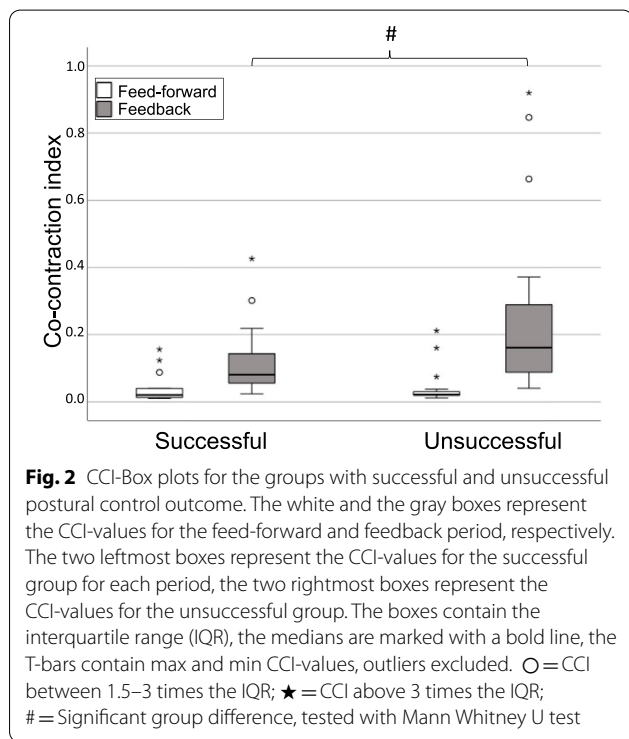 #
1.0
Feed-forward
Feedback
0.8
0.6
0.4
0.2
0.0
Co-contraction index
Successful
Unsuccessful
Fig. 2 CCI-Box plots for the groups with successful and unsuccessful
postural control outcome. The white and the gray boxes represent
the CCI-values for the feed-forward and feedback period, respectively.
The two leftmost boxes represent the CCI-values for the successful
group for each period, the two rightmost boxes represent the
CCI-values for the unsuccessful group. The boxes contain the
interquartile range (IQR), the medians are marked with a bold line, the
T-bars contain max and min CCI-values, outliers excluded. ○ = CCI
between 1.5–3 times the IQR; ★ = CCI above 3 times the IQR;
# = Significant group difference, tested with Mann Whitney U test